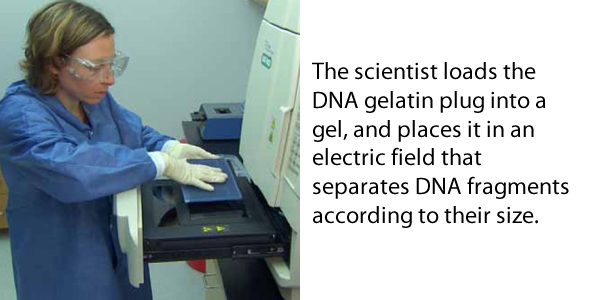 The scientist loads the
DNA gelatin plug into a
gel, and places it in an
electric field that
separates DNA fragments
according to their size.